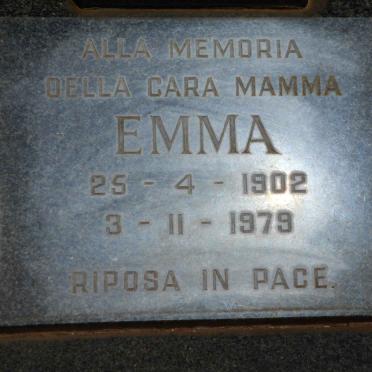 ALLA MEMORIA
DELLA CARA MAMMA
EMMA
25 - 4 - 1902
3 - 11 - 1979
RIPOSA IN PACE.